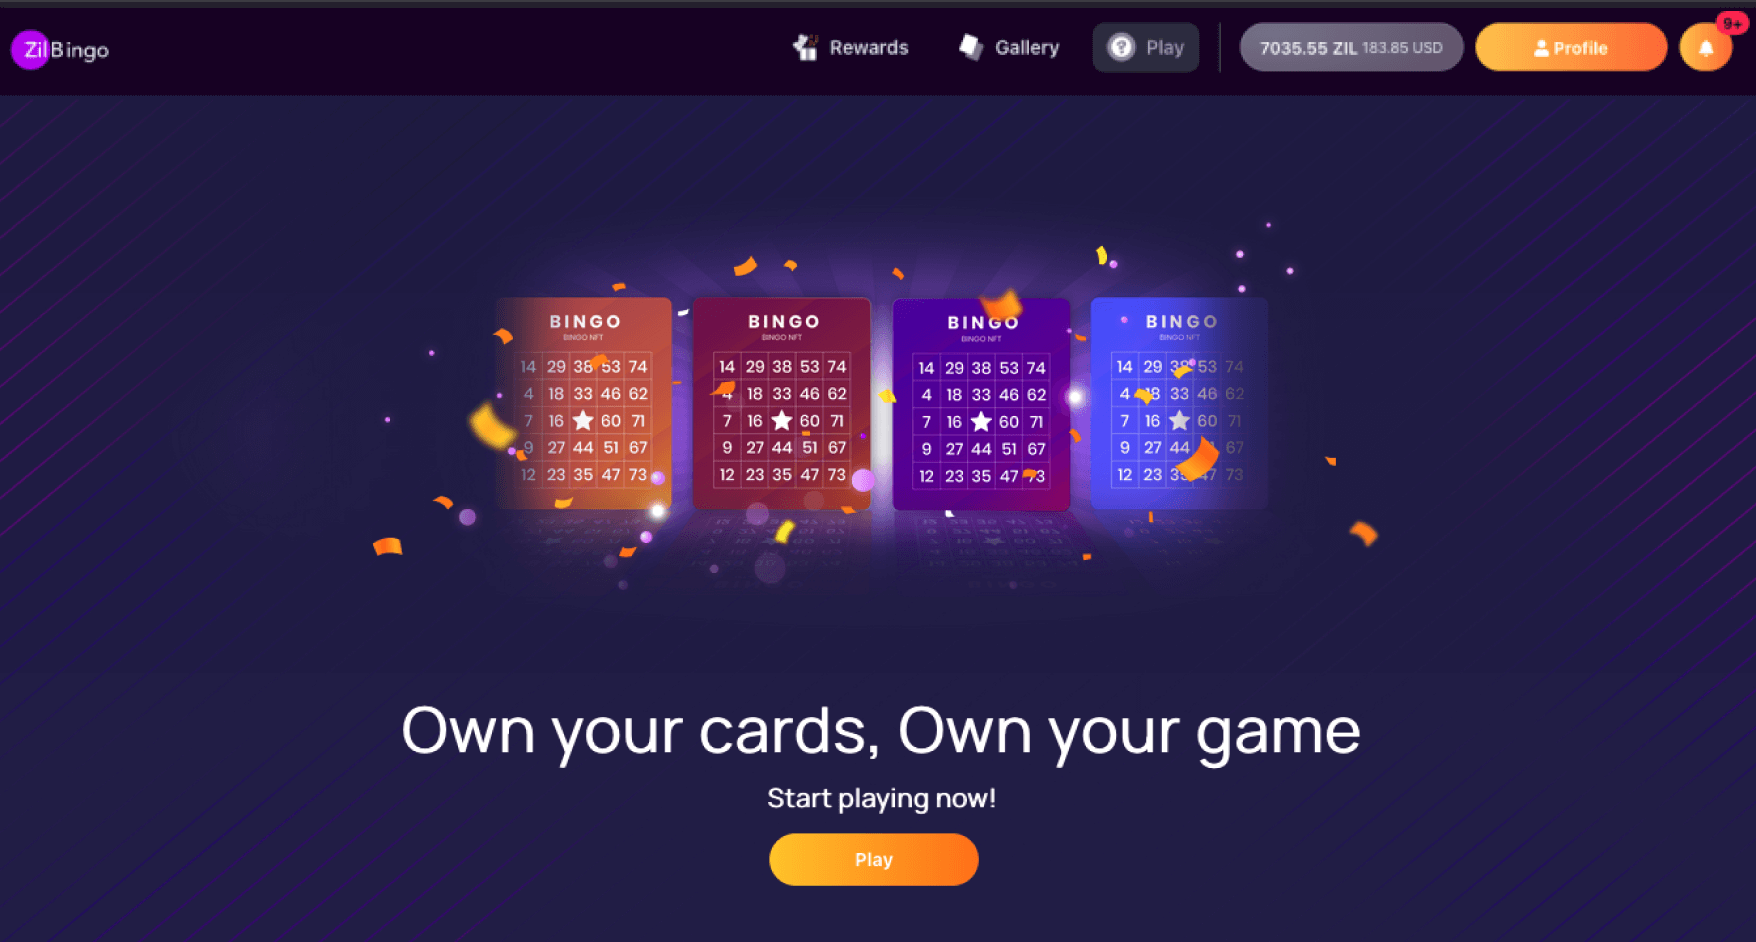 ZilBingo
Rewards
Gallery
Play
7035.55 ZIL 183.85 USD
Profile
9+
BINGO
BINGO NFT
14 29 38 53 74
4 18 33 46 62
7 16 60 71
9 27 44 51 67
12 23 35 47 73
BINGO
BINGO NFT
14 29 38 53 74
4 18 33 46 62
7 16 60 71
9 27 44 51 67
12 23 35 47 73
BINGO
BINGO NFT
14 29 38 53 74
4 18 33 46 62
7 16 60 71
9 27 44 51 67
12 23 35 47 73
BINGO
BINGO NFT
14 29 38 53 74
4 18 33 46 62
7 16 60 71
9 27 44 67
12 23 35 47 73
Own your cards, Own your game
Start playing now!
Play